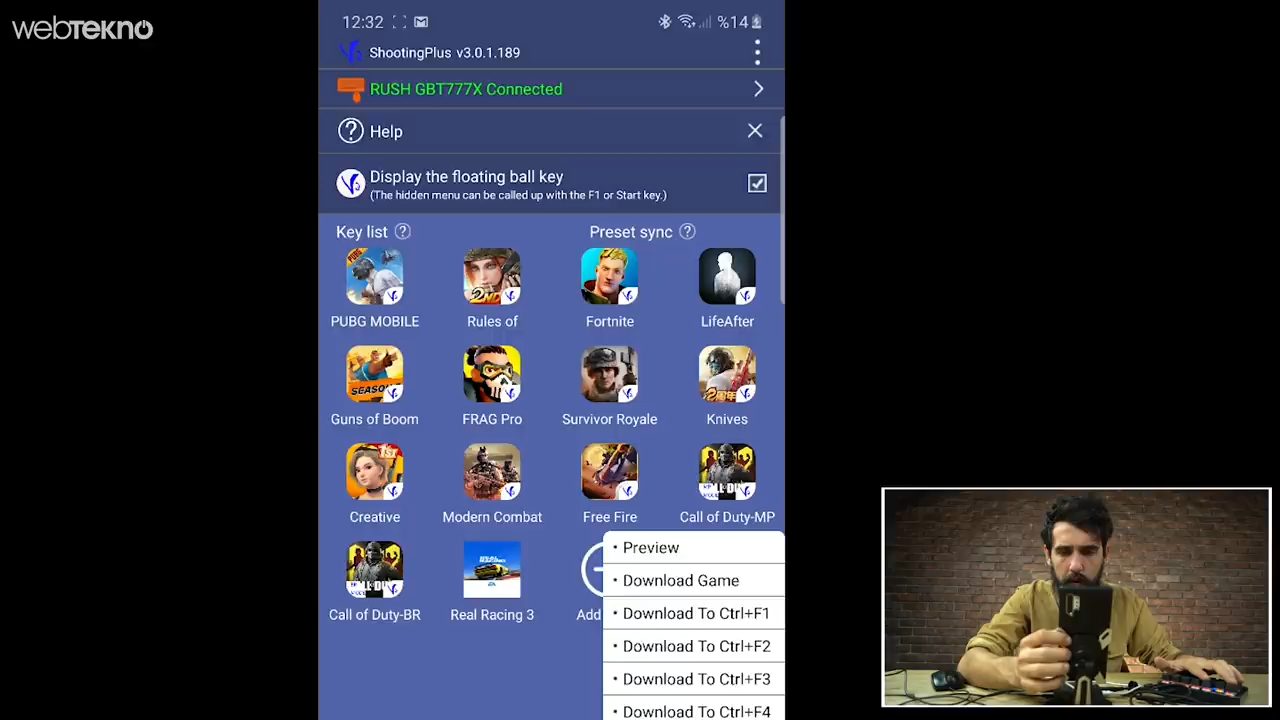 webTEKNO
12:32
%14
ShootingPlus v3.0.1.189
RUSH GBT777X Connected
Help
Display the floating ball key
(The hidden menu can be called up with the F1 or Start key.)
Key list ?
Preset sync ?
2ND
PUBG MOBILE
Rules of
Fortnite
LifeAfter
SEASON
Guns of Boom
FRAG Pro
Survivor Royale
Knives
1ST
Creative
Modern Combat
Free Fire
Call of Duty-MP
Call of Duty-BR
Real Racing 3
Add
• Preview
• Download Game
• Download To Ctrl+F1
• Download To Ctrl+F2
• Download To Ctrl+F3
• Download To Ctrl+F4